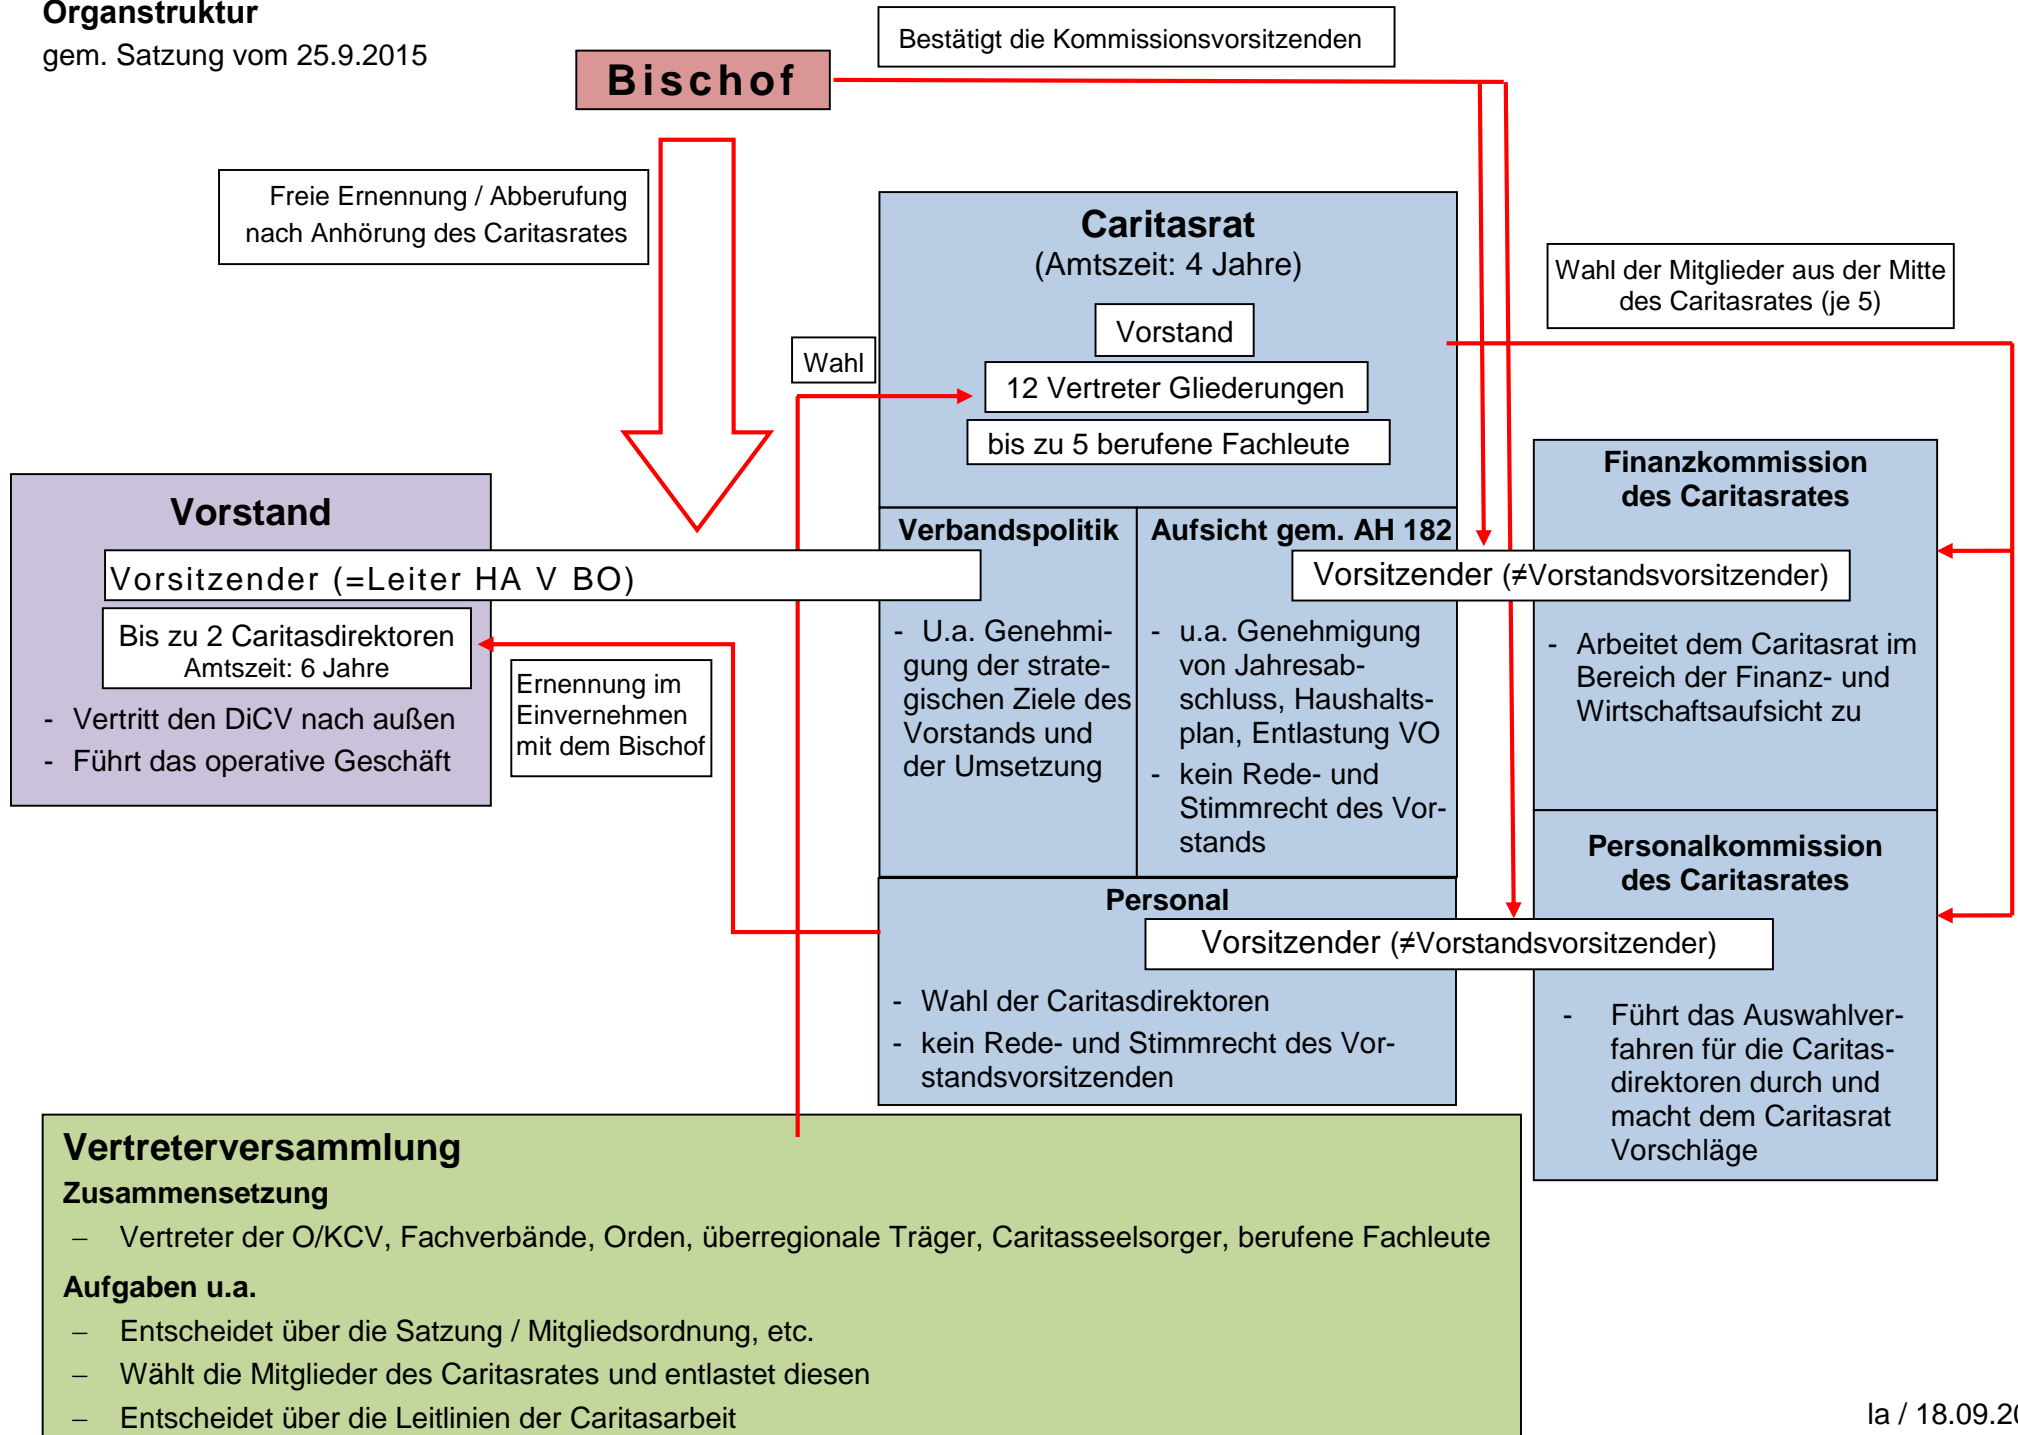 Organstruktur
gem. Satzung vom 25.9.2015
Bischof
Bestätigt die Kommissionsvorsitzenden
Freie Ernennung / Abberufung
nach Anhörung des Caritasrates
Caritasrat
(Amtszeit: 4 Jahre)
Vorstand
12 Vertreter Gliederungen
bis zu 5 berufene Fachleute
Wahl
Wahl der Mitglieder aus der Mitte
des Caritasrates (je 5)
Vorstand
Vorsitzender (=Leiter HA V BO)
Bis zu 2 Caritasdirektoren
Amtszeit: 6 Jahre
- Vertritt den DiCV nach außen
- Führt das operative Geschäft
Ernennung im
Einvernehmen
mit dem Bischof
Verbandspolitik
- U.a. Genehmi-
gung der strate-
gischen Ziele des
Vorstands und
der Umsetzung
Aufsicht gem. AH 182
Vorsitzender (≠Vorstandsvorsitzender)
- u.a. Genehmigung
von Jahresab-
schluss, Haushalts-
plan, Entlastung VO
- kein Rede- und
Stimmrecht des Vor-
stands
Finanzkommission
des Caritasrates
- Arbeitet dem Caritasrat im
Bereich der Finanz- und
Wirtschaftsaufsicht zu
Personal
Vorsitzender (≠Vorstandsvorsitzender)
- Wahl der Caritasdirektoren
- kein Rede- und Stimmrecht des Vor-
standsvorsitzenden
Personalkommission
des Caritasrates
- Führt das Auswahlver-
fahren für die Caritas-
direktoren durch und
macht dem Caritasrat
Vorschläge
Vertreterversammlung
Zusammensetzung
– Vertreter der O/KCV, Fachverbände, Orden, überregionale Träger, Caritasseelsorger, berufene Fachleute
Aufgaben u.a.
– Entscheidet über die Satzung / Mitgliedsordnung, etc.
– Wählt die Mitglieder des Caritasrates und entlastet diesen
– Entscheidet über die Leitlinien der Caritasarbeit
la / 18.09.20